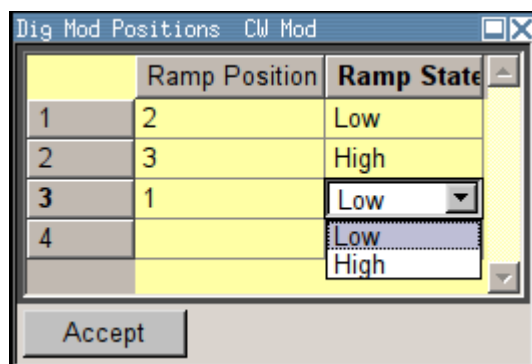 Dig Mod Positions CW Mod
Ramp Position Ramp State
1 2 Low
2 3 High
3 1 Low
4 Low
High
Accept